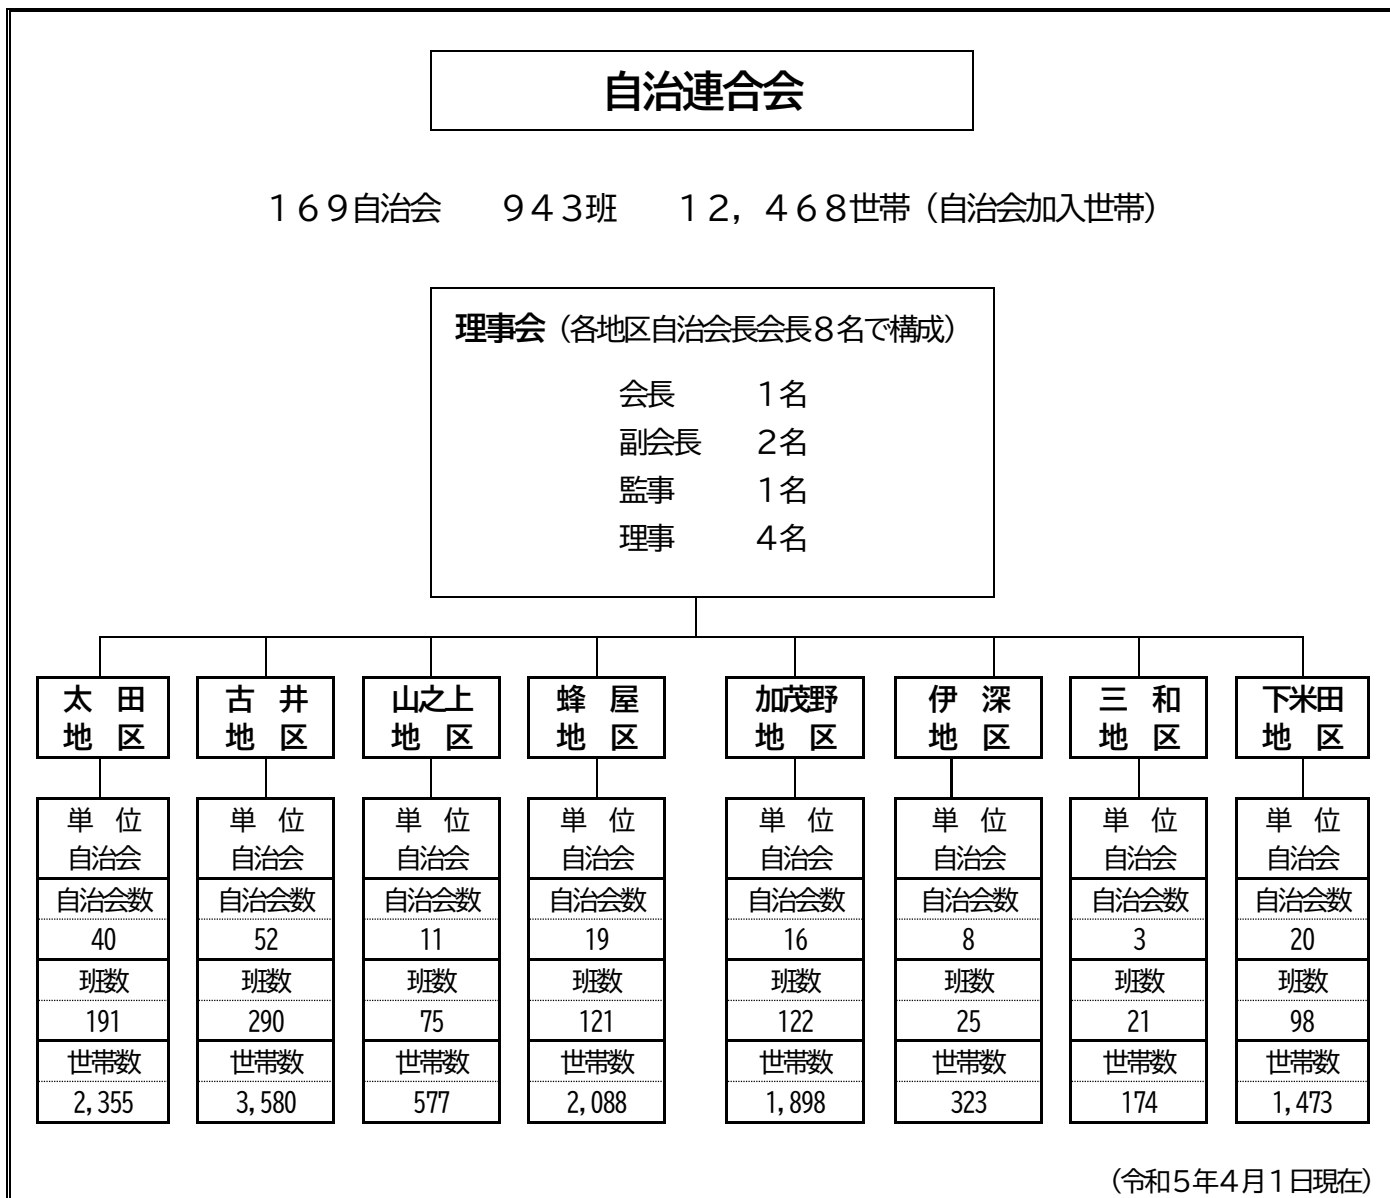 自治連合会
１６９自治会　９４３班　１２，４６８世帯（自治会加入世帯）
理事会（各地区自治会長会長８名で構成）
会長　１名
副会長　２名
監事　１名
理事　４名
太　田
地　区
単　位
自治会
自治会数
40
班数
191
世帯数
2,355
古　井
地　区
単　位
自治会
自治会数
52
班数
290
世帯数
3,580
山之上
地　区
単　位
自治会
自治会数
11
班数
75
世帯数
577
蜂　屋
地　区
単　位
自治会
自治会数
19
班数
121
世帯数
2,088
加茂野
地　区
単　位
自治会
自治会数
16
班数
122
世帯数
1,898
伊　深
地　区
単　位
自治会
自治会数
8
班数
25
世帯数
323
三　和
地　区
単　位
自治会
自治会数
3
班数
21
世帯数
174
下米田
地　区
単　位
自治会
自治会数
20
班数
98
世帯数
1,473
（令和５年４月１日現在）